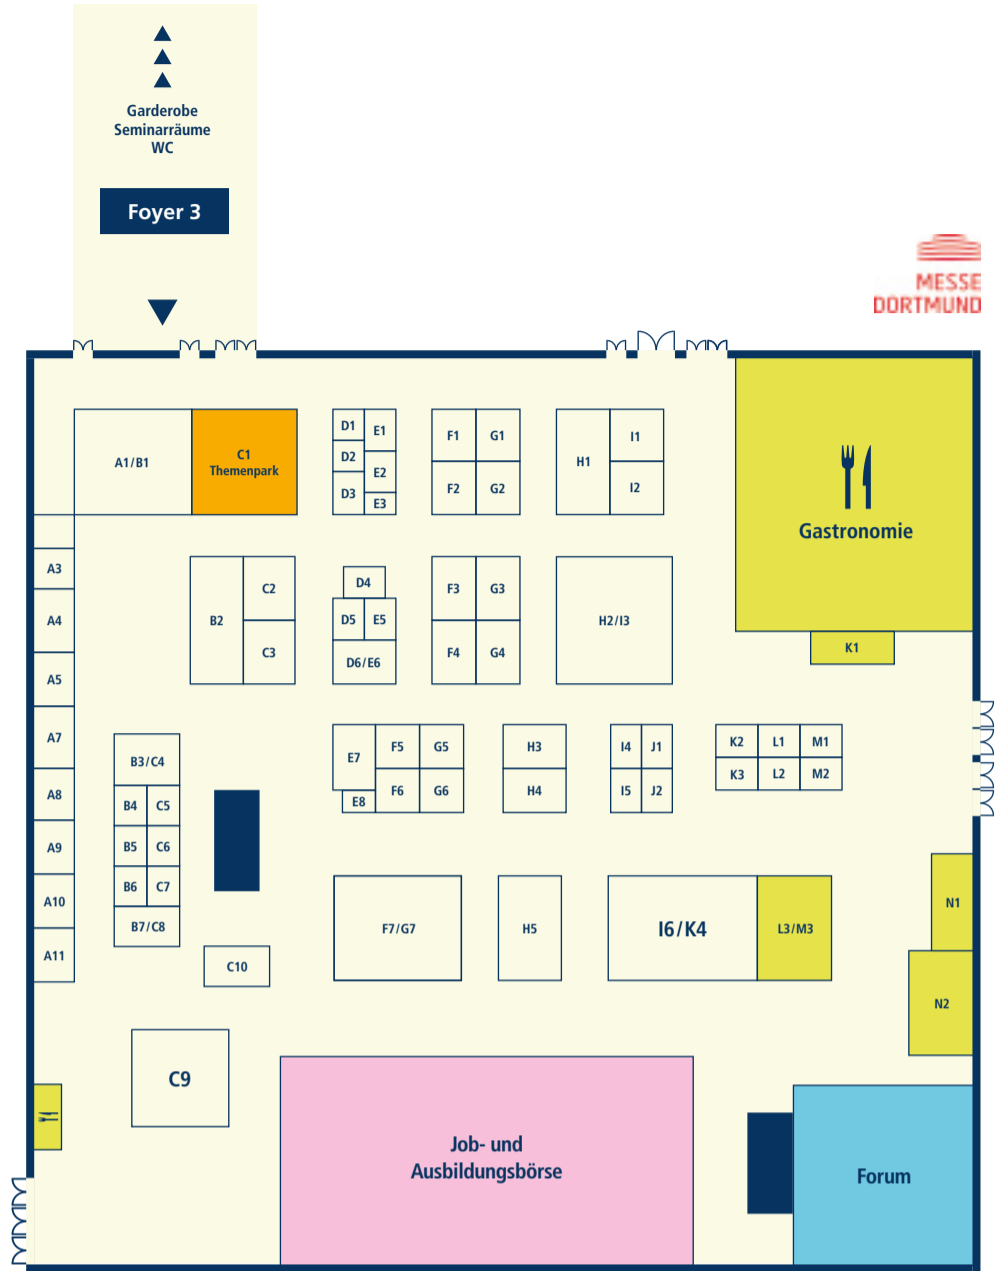 Garderobe
Seminarräume
WC
Foyer 3
MESSE
DORTMUND
A1/B1
C1
Themenpark
D1
D2
D3
E1
E2
E3
F1
G1
F2
G2
H1
I1
I2
Gastronomie
K1
A3
A4
A5
A7
A8
A9
A10
A11
B2
C2
C3
D4
D5
E5
D6/E6
F3
G3
F4
G4
H2/I3
B3/C4
B4
C5
B5
C6
B6
C7
B7/C8
E7
E8
F5
G5
F6
G6
H3
H4
I4
J1
I5
J2
K2
L1
M1
K3
L2
M2
C10
F7/G7
H5
I6/K4
L3/M3
N1
N2
C9
Job- und
Ausbildungsbörse
Forum